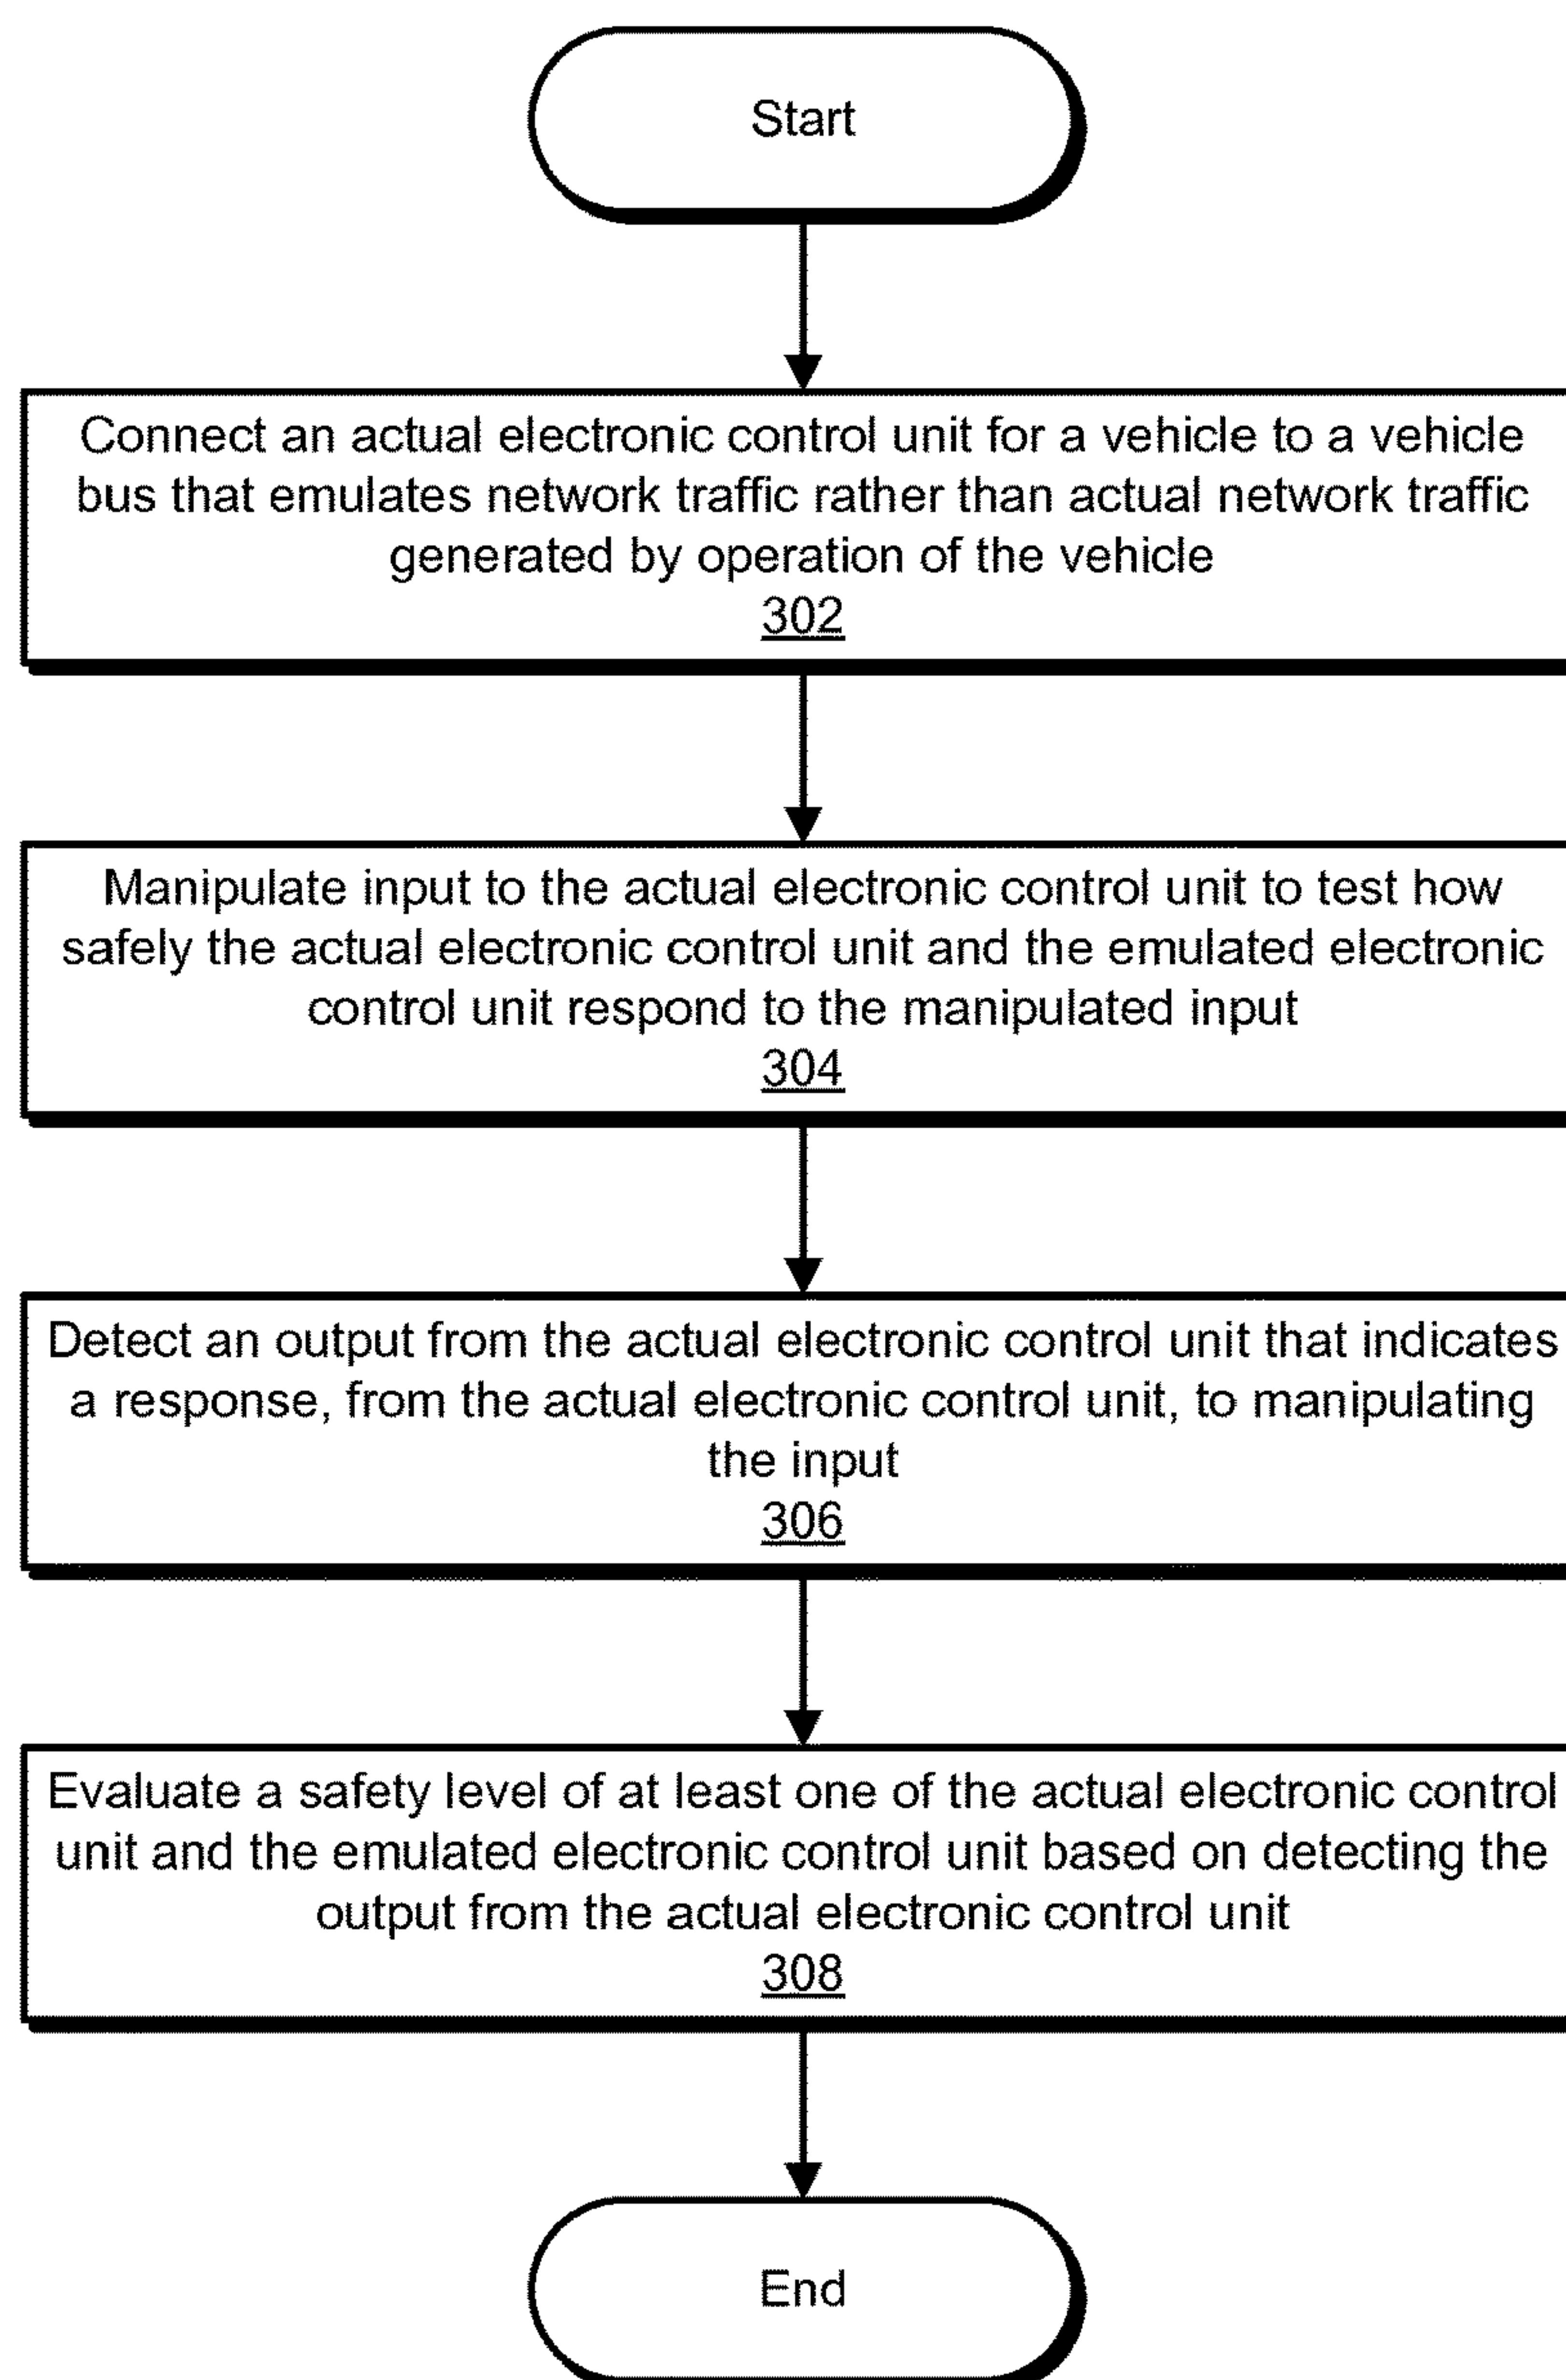 Start
Connect an actual electronic control unit for a vehicle to a vehicle
bus that emulates network traffic rather than actual network traffic
generated by operation of the vehicle
302
Manipulate input to the actual electronic control unit to test how
safely the actual electronic control unit and the emulated electronic
control unit respond to the manipulated input
304
Detect an output from the actual electronic control unit that indicates
a response, from the actual electronic control unit, to manipulating
the input
306
Evaluate a safety level of at least one of the actual electronic control
unit and the emulated electronic control unit based on detecting the
output from the actual electronic control unit
308
End